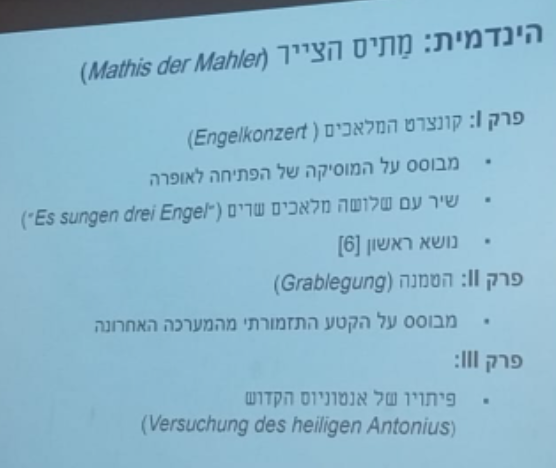 הינדמית: מַתיס הצייר (Mathis der Mahler)
פרק I: קונצרט המלאכים (Engelkonzert )
• מבוסס על המוסיקה של הפתיחה לאופרה
• שיר עם שלושה מלאכים שרים ("Es sungen drei Engel")
• נושא ראשון [6]
פרק II: הטמנה (Grablegung)
• מבוסס על הקטע התזמורתי מהמערכה האחרונה
פרק III:
• פיתויו של אנטוניוס הקדוש
(Versuchung des heiligen Antonius)